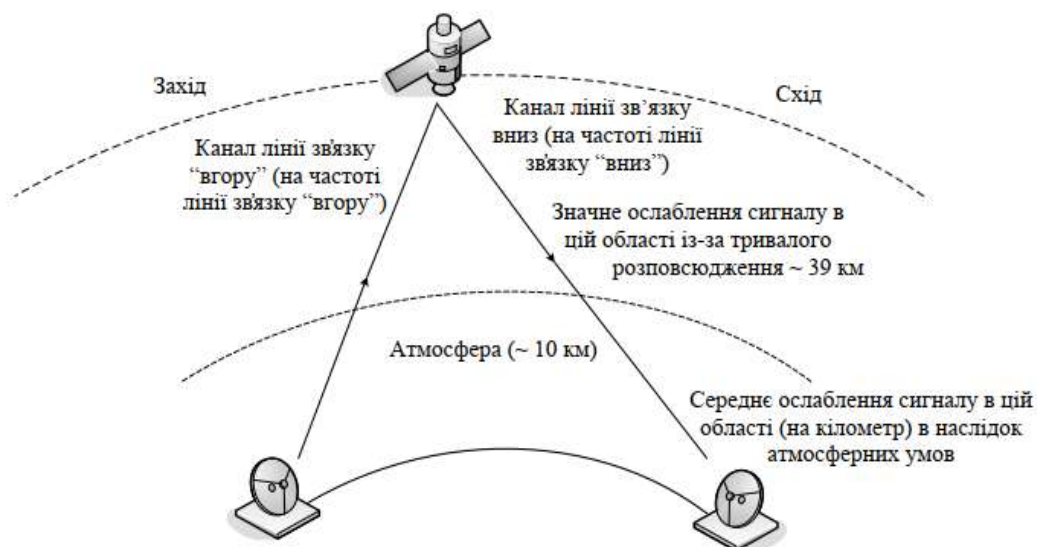 Захід
Схід
Канал лінії зв'язку
“вгору” (на частоті
лінії зв'язку “вгору”)
Канал лінії зв’язку
вниз (на частоті лінії
зв'язку “вниз”)
Значне ослаблення сигналу в
цій області із-за тривалого
розповсюдження ~ 39 км
Атмосфера (~ 10 км)
Середнє ослаблення сигналу в цій
області (на кілометр) в наслідок
атмосферних умов